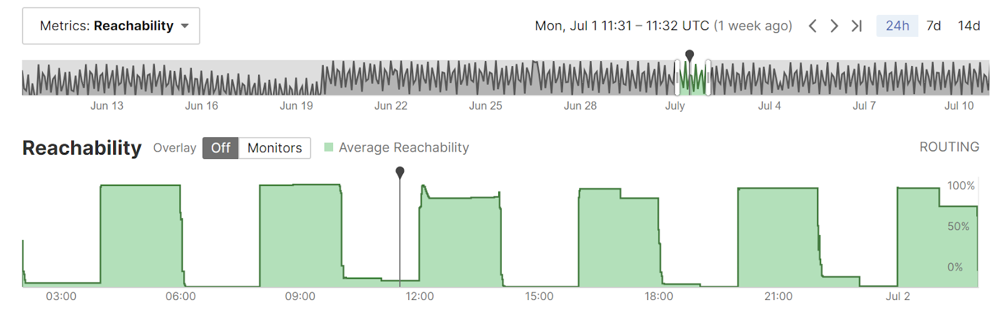 Metrics: Reachability
Mon, Jul 1 11:31 – 11:32 UTC (1 week ago) 24h 7d 14d
Jun 13 Jun 16 Jun 19 Jun 22 Jun 25 Jun 28 July Jul 4 Jul 7 Jul 10
Reachability Overlay Off Monitors Average Reachability ROUTING
100%
50%
0%
03:00 06:00 09:00 12:00 15:00 18:00 21:00 Jul 2